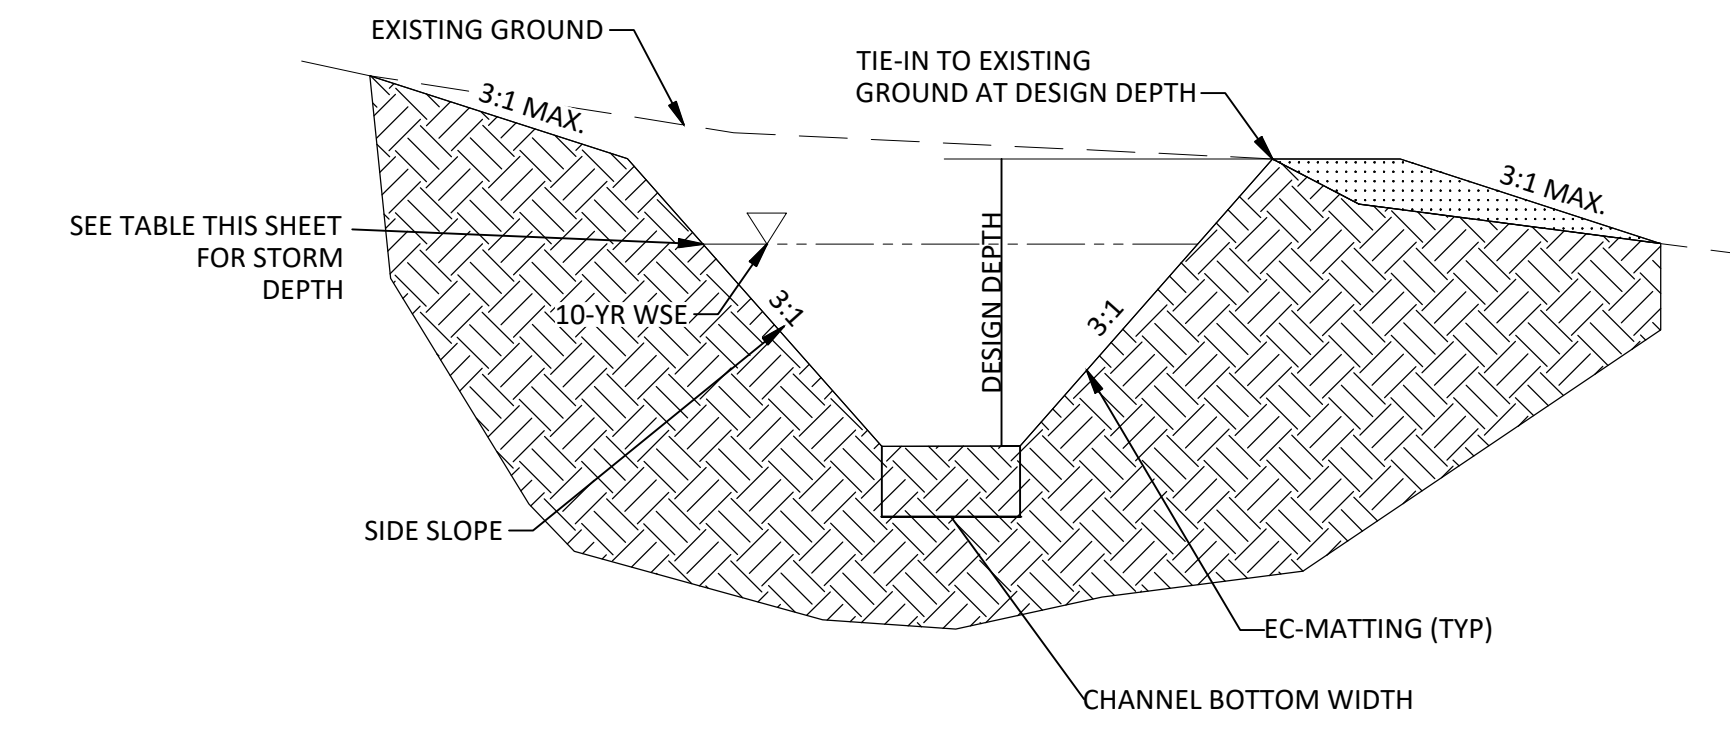 EXISTING GROUND
TIE-IN TO EXISTING
GROUND AT DESIGN DEPTH
3:1 MAX.
3:1 MAX.
SEE TABLE THIS SHEET
FOR STORM
DEPTH
10-YR WSE
3:1
DESIGN DEPTH
3:1
SIDE SLOPE
EC-MATTING (TYP)
CHANNEL BOTTOM WIDTH